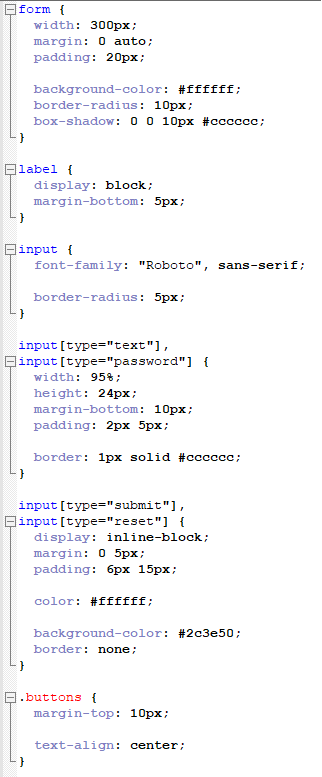 form {
  width: 300px;
  margin: 0 auto;
  padding: 20px;

  background-color: #ffffff;
  border-radius: 10px;
  box-shadow: 0 0 10px #cccccc;
}

label {
  display: block;
  margin-bottom: 5px;
}

input {
  font-family: "Roboto", sans-serif;

  border-radius: 5px;
}

input[type="text"],
input[type="password"] {
  width: 95%;
  height: 24px;
  margin-bottom: 10px;
  padding: 2px 5px;

  border: 1px solid #cccccc;
}

input[type="submit"],
input[type="reset"] {
  display: inline-block;
  margin: 0 5px;
  padding: 6px 15px;

  color: #ffffff;

  background-color: #2c3e50;
  border: none;
}

.buttons {
  margin-top: 10px;

  text-align: center;
}